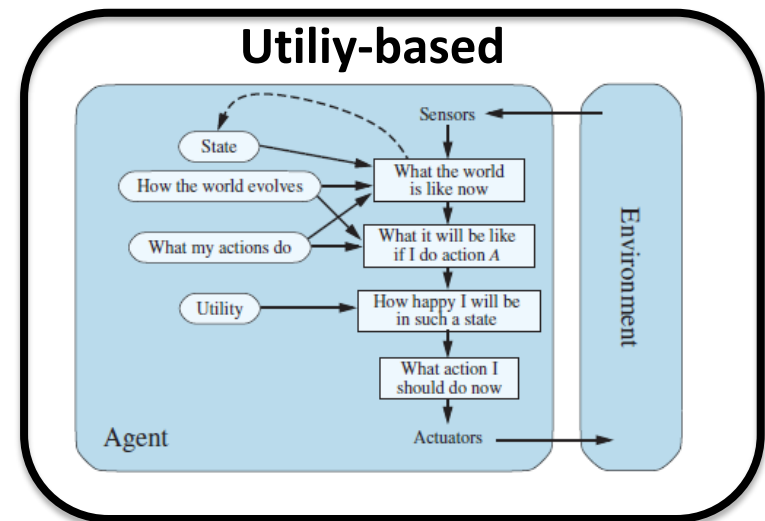 Utiliy-based
Sensors
State
What the world
is like now
How the world evolves
What it will be like
if I do action A
What my actions do
How happy I will be
in such a state
Utility
What action I
should do now
Agent
Actuators
Environment